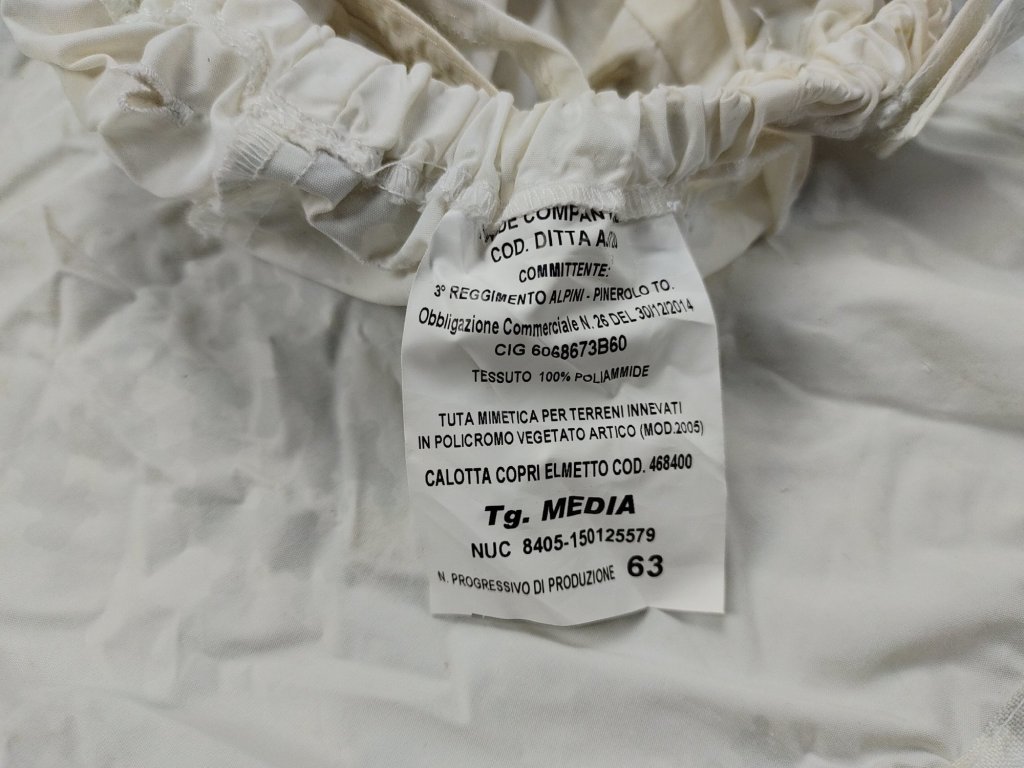 COD. DITTA
COMMITTENTE:
3° REGGIMENTO ALPINI - PINEROLO TO.
Obbligazione Commerciale N. 26 DEL 30/12/2014
CIG 6068673B60
TESSUTO 100% POLIAMMIDE
TUTA MIMETICA PER TERRENI INNEVATI
IN POLICROMO VEGETATO ARTICO (MOD.2005)
CALOTTA COPRI ELMETTO COD. 468400
Tg. MEDIA
NUC 8405-150125579
N. PROGRESSIVO DI PRODUZIONE 63